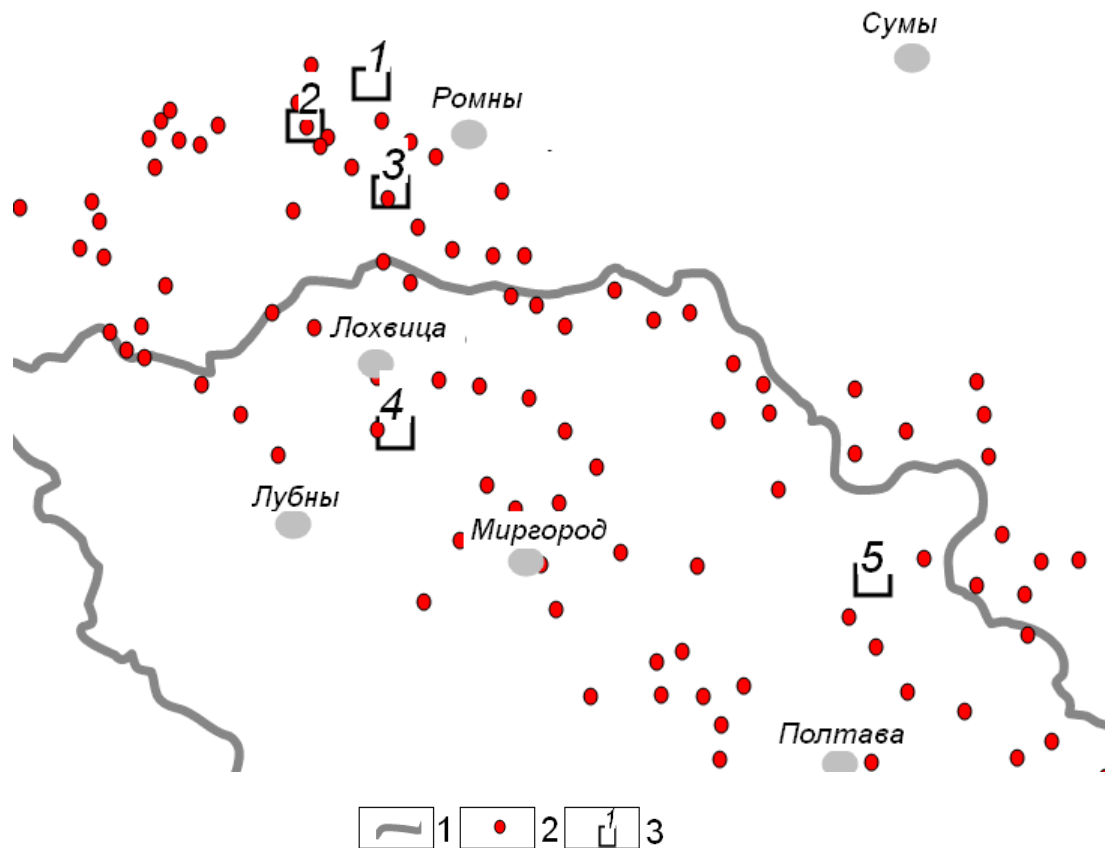 Сумы
1
Ромны
2
3
Лохвица
4
Лубны
Миргород
5
Полтава
1 2 1 3